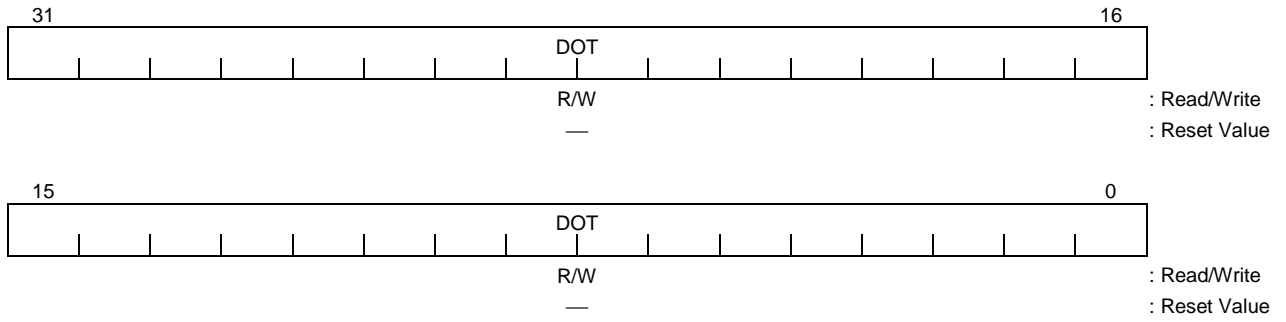 31 16
DOT
R/W : Read/Write
— : Reset Value
15 0
DOT
R/W : Read/Write
— : Reset Value